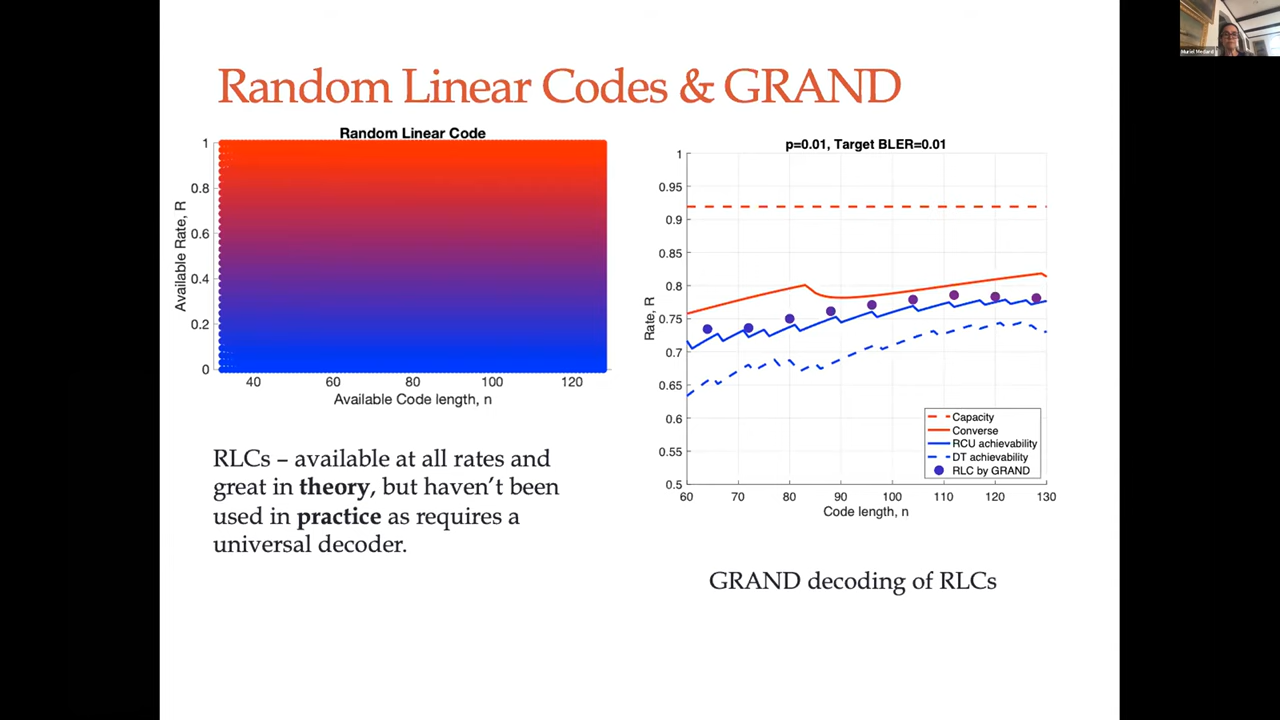 Random Linear Codes & GRAND
Muriel Medard
Random Linear Code
Available Rate, R
1
0.8
0.6
0.4
0.2
0
40 60 80 100 120
Available Code length, n
p=0.01, Target BLER=0.01
Rate, R
1
0.95
0.9
0.85
0.8
0.75
0.7
0.65
0.6
0.55
0.5
Capacity
Converse
RCU achievability
DT achievability
RLC by GRAND
60 70 80 90 100 110 120 130
Code length, n
RLCs – available at all rates and
great in theory, but haven't been
used in practice as requires a
universal decoder.
GRAND decoding of RLCs